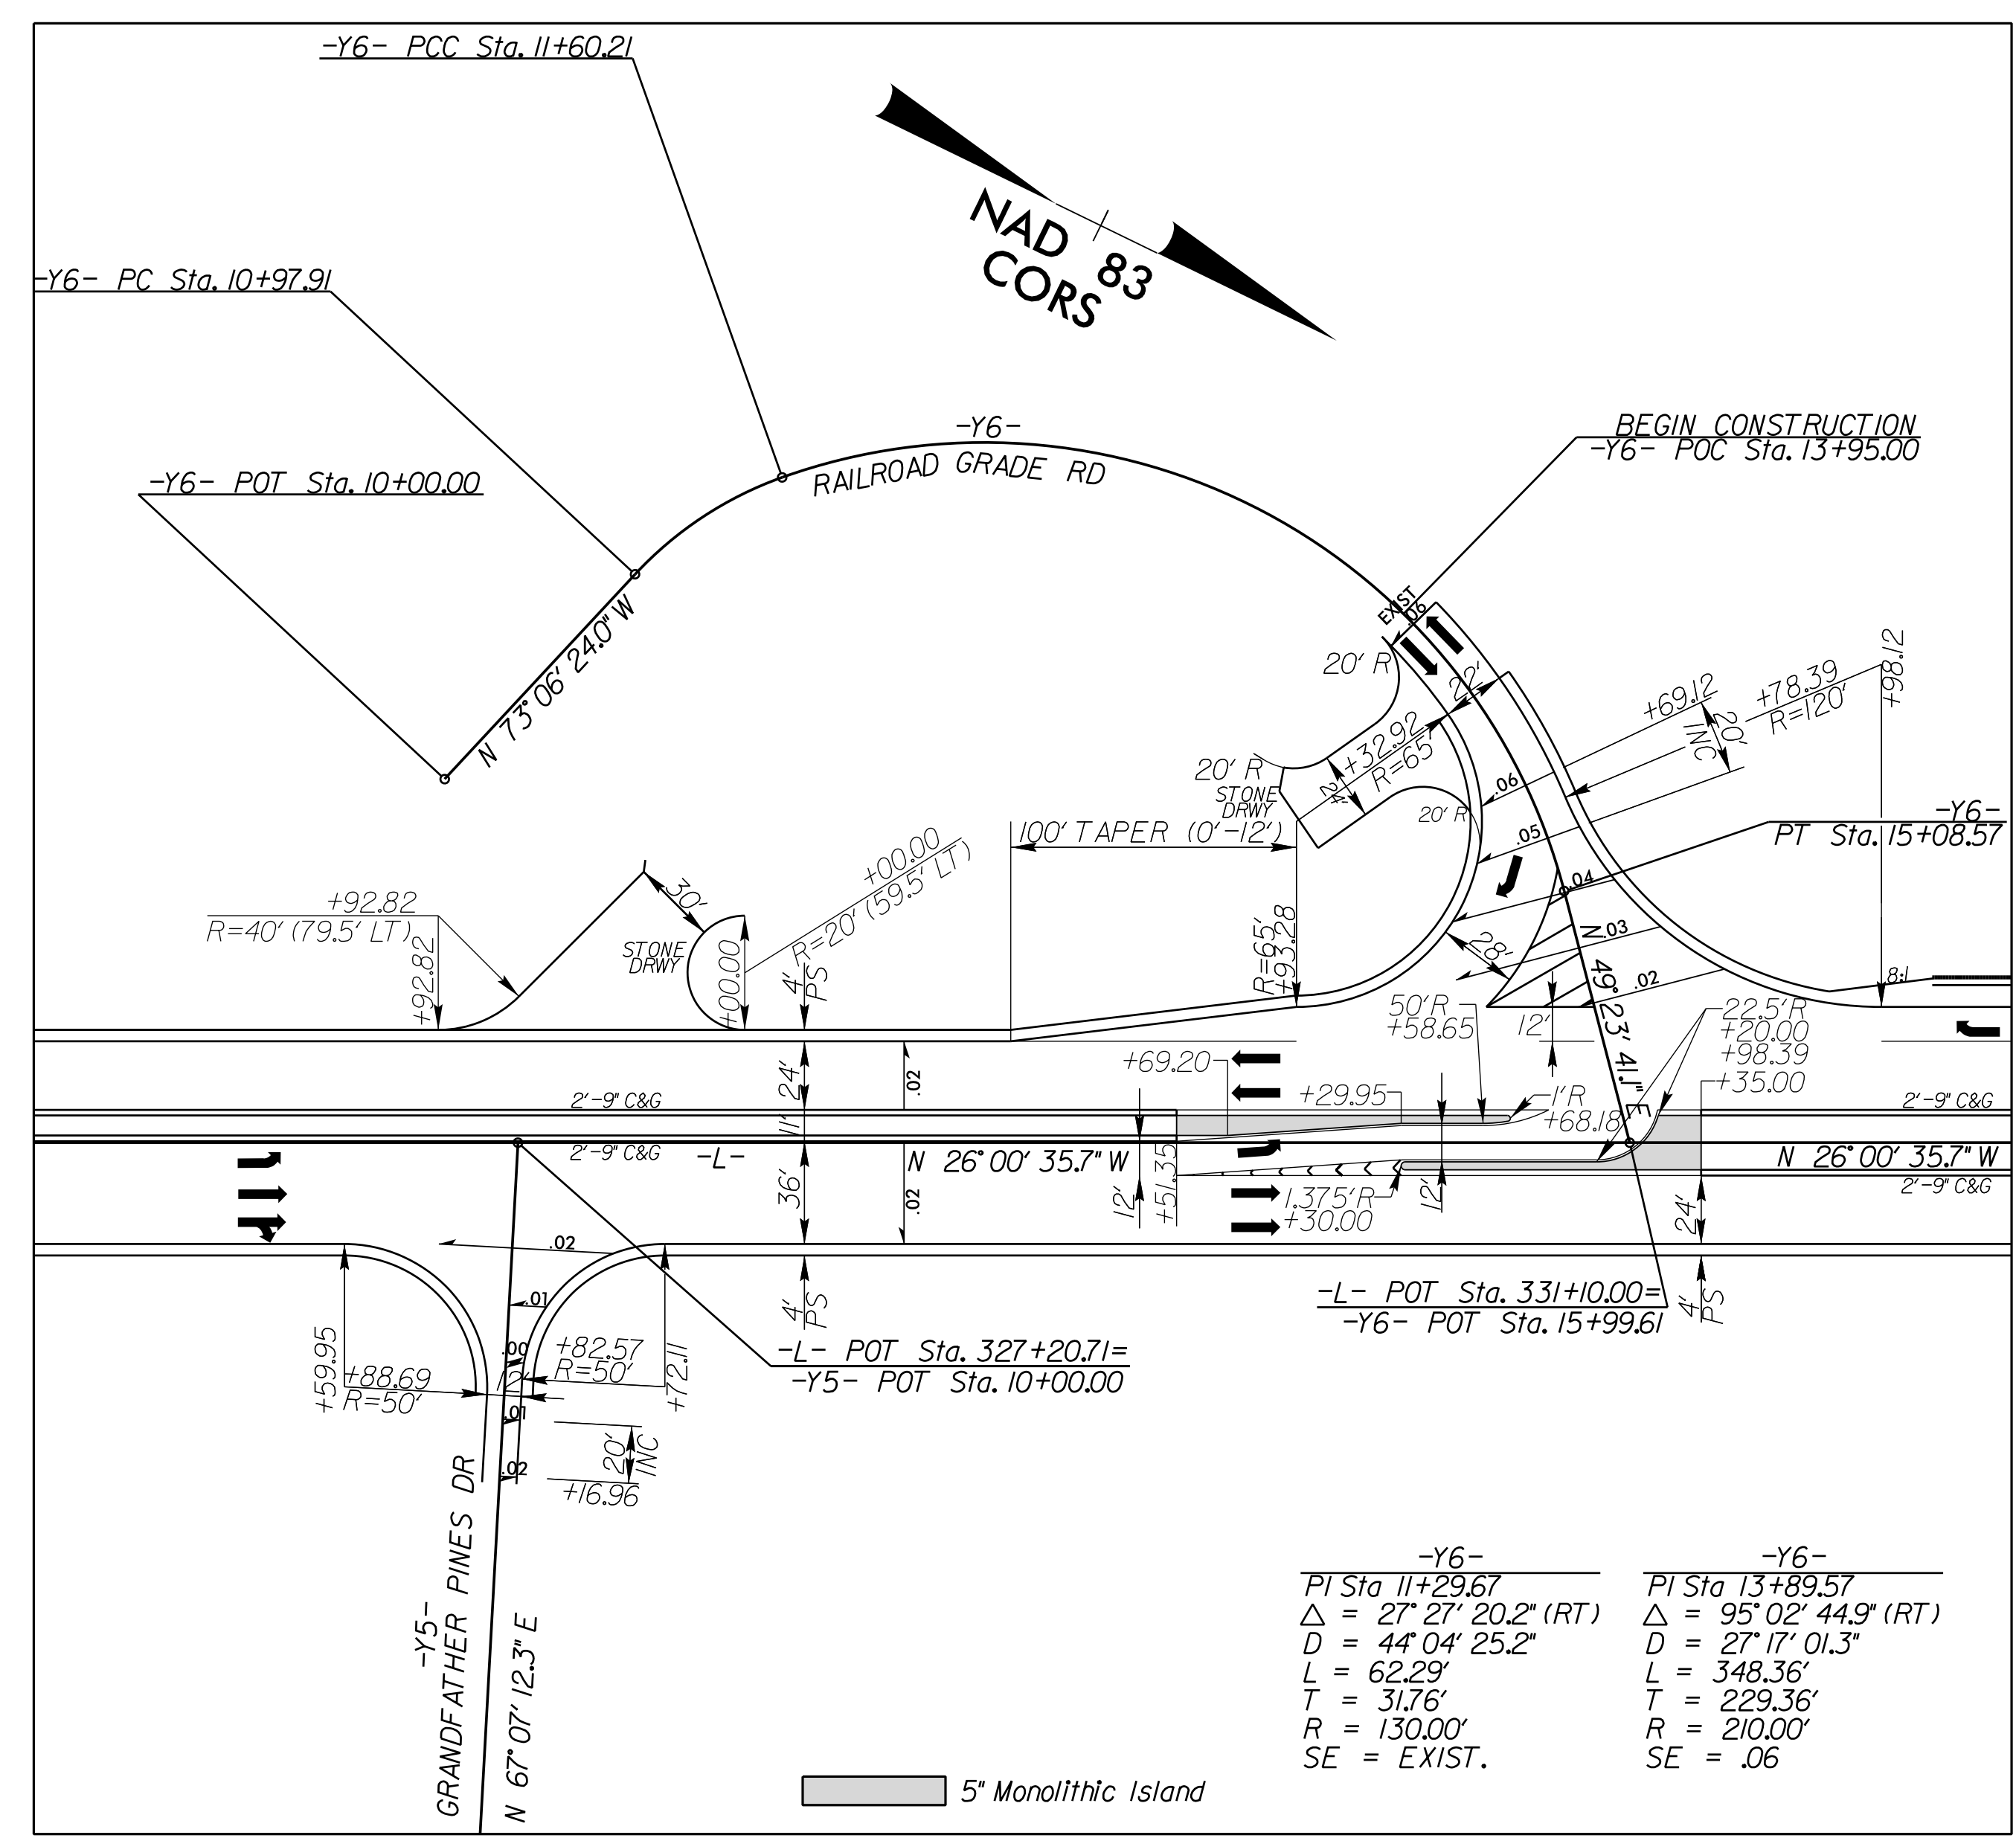 -Y6- PCC Sta. 11+60.21
NAD 83
CORS
-Y6- PC Sta. 10+97.91
-Y6-
RAILROAD GRADE RD
BEGIN CONSTRUCTION
-Y6- POC Sta. 13+95.00
-Y6- POT Sta. 10+00.00
N 73° 06' 24.0" W
EXIST
.06
20' R
22'
+69.12
20'
INC
+78.39
R=120'
+98.12
+32.92
R=65'
24'
20' R
STONE
DRWY
20' R
.06
.05
.04
.03
.02
-Y6-
PT Sta. 15+08.57
100' TAPER (0'-12')
R=65'
+93.28
+92.82
R=40' (79.5' LT)
+92.82
30'
STONE
DRWY
+00.00
+00.00
R=20' (59.5' LT)
4'
PS
28'
N 49° 23' 41.1" E
8:1
12'
50'R
+58.65
22.5'R
+20.00
+98.39
+35.00
+69.20
+29.95
1'R
+68.18
24'
.02
2'-9" C&G
11'
2'-9" C&G
2'-9" C&G
-L-
N 26° 00' 35.7" W
N 26° 00' 35.7" W
2'-9" C&G
36'
.02
12'
+51.35
1.375'R
+30.00
12'
24'
4'
PS
4'
PS
-L- POT Sta. 331+10.00=
-Y6- POT Sta. 15+99.61
-L- POT Sta. 327+20.71=
-Y5- POT Sta. 10+00.00
.02
.01
.00
+59.95
+88.69
R=50'
12'
+82.57
R=50'
+72.11
.01
.02
20'
INC
+16.96
-Y5-
GRANDFATHER PINES DR
N 67° 07' 12.3" E
-Y6-
PI Sta 11+29.67
△ = 27° 27' 20.2" (RT)
D = 44° 04' 25.2"
L = 62.29'
T = 31.76'
R = 130.00'
SE = EXIST.
-Y6-
PI Sta 13+89.57
△ = 95° 02' 44.9" (RT)
D = 27° 17' 01.3"
L = 348.36'
T = 229.36'
R = 210.00'
SE = .06
5" Monolithic Island